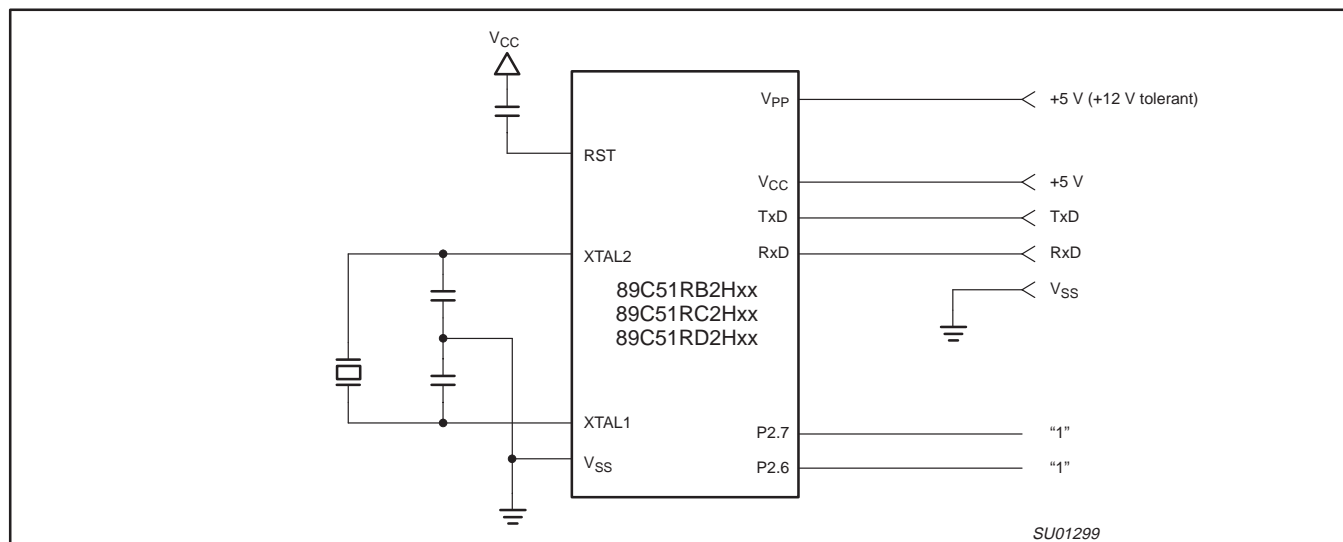 VCC
VPP
+5 V (+12 V tolerant)
RST
VCC
+5 V
TxD
TxD
XTAL2
RxD
RxD
89C51RB2Hxx
89C51RC2Hxx
89C51RD2Hxx
VSS
XTAL1
VSS
P2.7
“1”
P2.6
“1”
SU01299